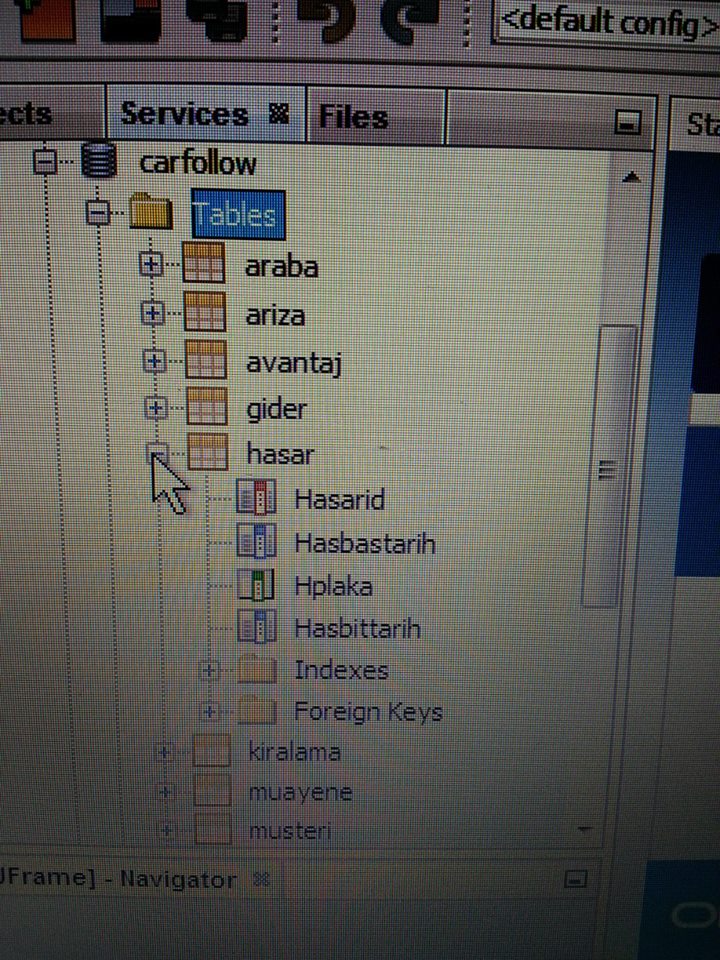 <default config>
ects Services Files Sta
carfollow
Tables
araba
ariza
avantaj
gider
hasar
Hasarid
Hasbastarih
Hplaka
Hasbittarih
Indexes
Foreign Keys
kiralama
muayene
musteri
JFrame] - Navigator